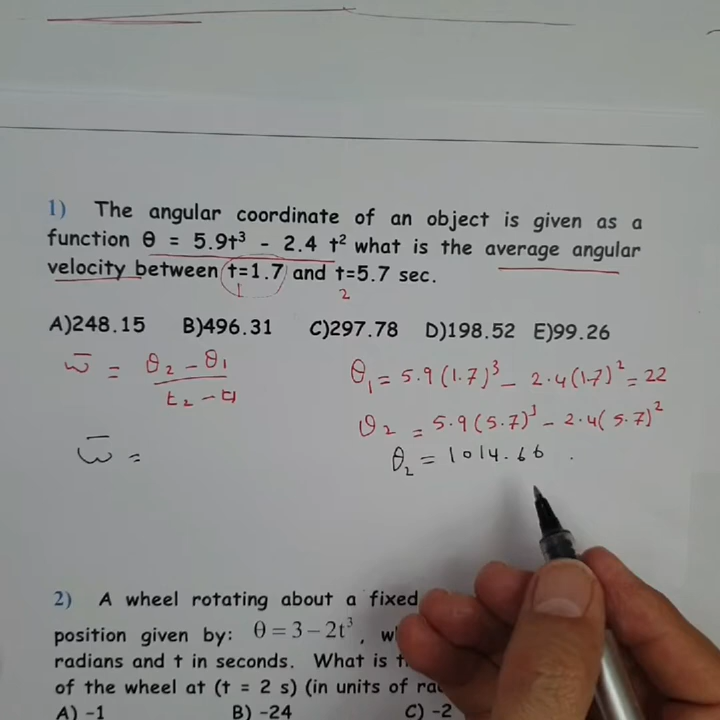 1) The angular coordinate of an object is given as a
function θ = 5.9t³ - 2.4 t² what is the average angular
velocity between t=1.7 and t=5.7 sec.
1 2
A)248.15 B)496.31 C)297.78 D)198.52 E)99.26
ω̅ = θ₂ - θ₁ / t₂ - t₁
θ₁ = 5.9(1.7)³ - 2.4(1.7)² = 22
θ₂ = 5.9(5.7)³ - 2.4(5.7)²
ω̅ =
θ₂ = 1014.66
2) A wheel rotating about a fixed
position given by: θ = 3 - 2t³, w
radians and t in seconds. What is
of the wheel at (t = 2 s) (in units of
A) -1 B) -24 C) -2